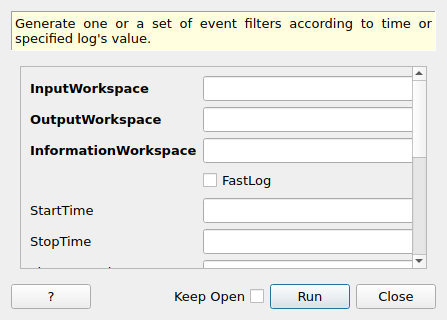 Generate one or a set of event filters according to time or
specified log's value.
InputWorkspace
OutputWorkspace
InformationWorkspace
FastLog
StartTime
StopTime
? Keep Open Run Close